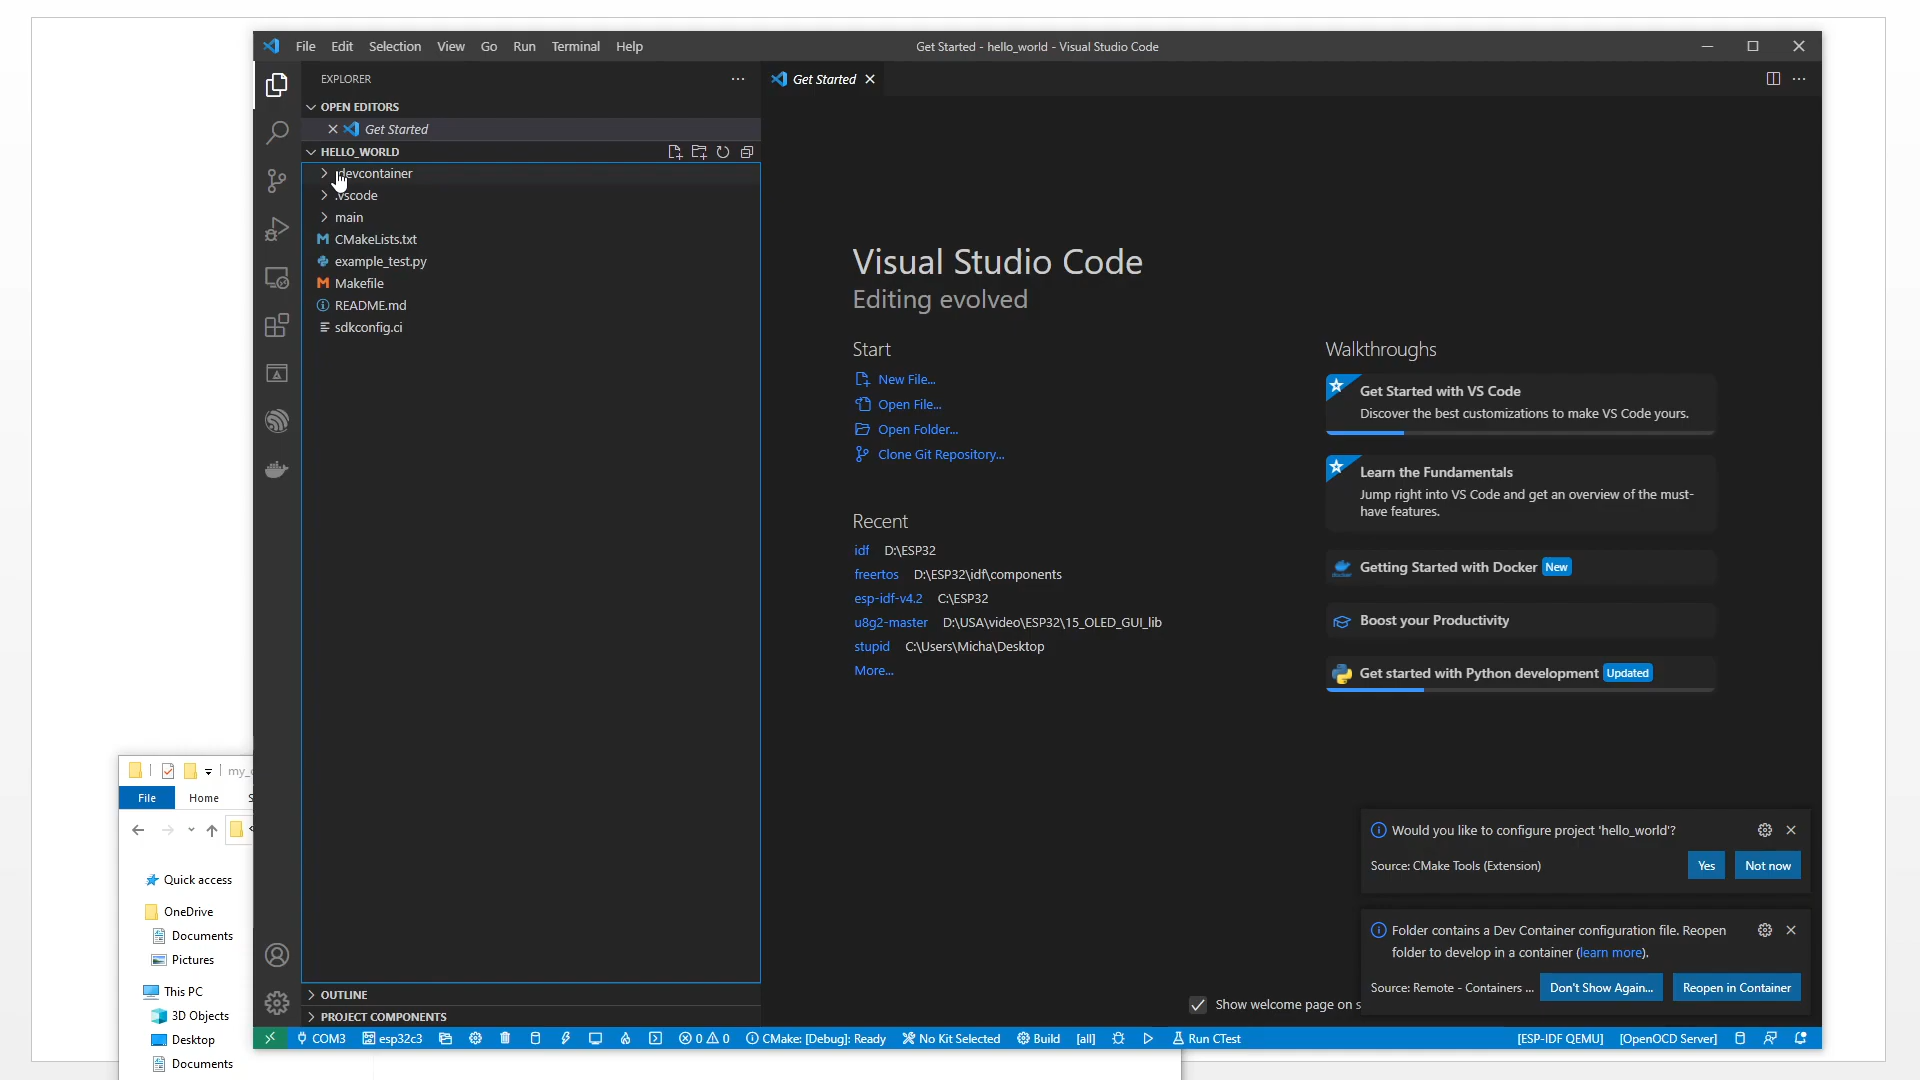 File Edit Selection View Go Run Terminal Help
Get Started - hello_world - Visual Studio Code
EXPLORER
OPEN EDITORS
Get Started
HELLO_WORLD
devcontainer
.vscode
main
CMakeLists.txt
example_test.py
Makefile
README.md
sdkconfig.ci
OUTLINE
PROJECT COMPONENTS
Get Started
Visual Studio Code
Editing evolved
Start
New File...
Open File...
Open Folder...
Clone Git Repository...
Recent
idf D:\ESP32
freertos D:\ESP32\idf\components
esp-idf-v4.2 C:\ESP32
u8g2-master D:\USA\video\ESP32\15_OLED_GUI_lib
stupid C:\Users\Micha\Desktop
More...
Walkthroughs
Get Started with VS Code
Discover the best customizations to make VS Code yours.
Learn the Fundamentals
Jump right into VS Code and get an overview of the must-
have features.
Getting Started with Docker New
Boost your Productivity
Get started with Python development Updated
Would you like to configure project 'hello_world'?
Source: CMake Tools (Extension)
Yes Not now
Folder contains a Dev Container configuration file. Reopen
folder to develop in a container (learn more).
Source: Remote - Containers ...
Don't Show Again... Reopen in Container
Show welcome page on s
COM3 esp32c3 0 0 CMake: [Debug]: Ready No Kit Selected Build [all] Run CTest [ESP-IDF QEMU] [OpenOCD Server]
my_
File Home S
Quick access
OneDrive
Documents
Pictures
This PC
3D Objects
Desktop
Documents